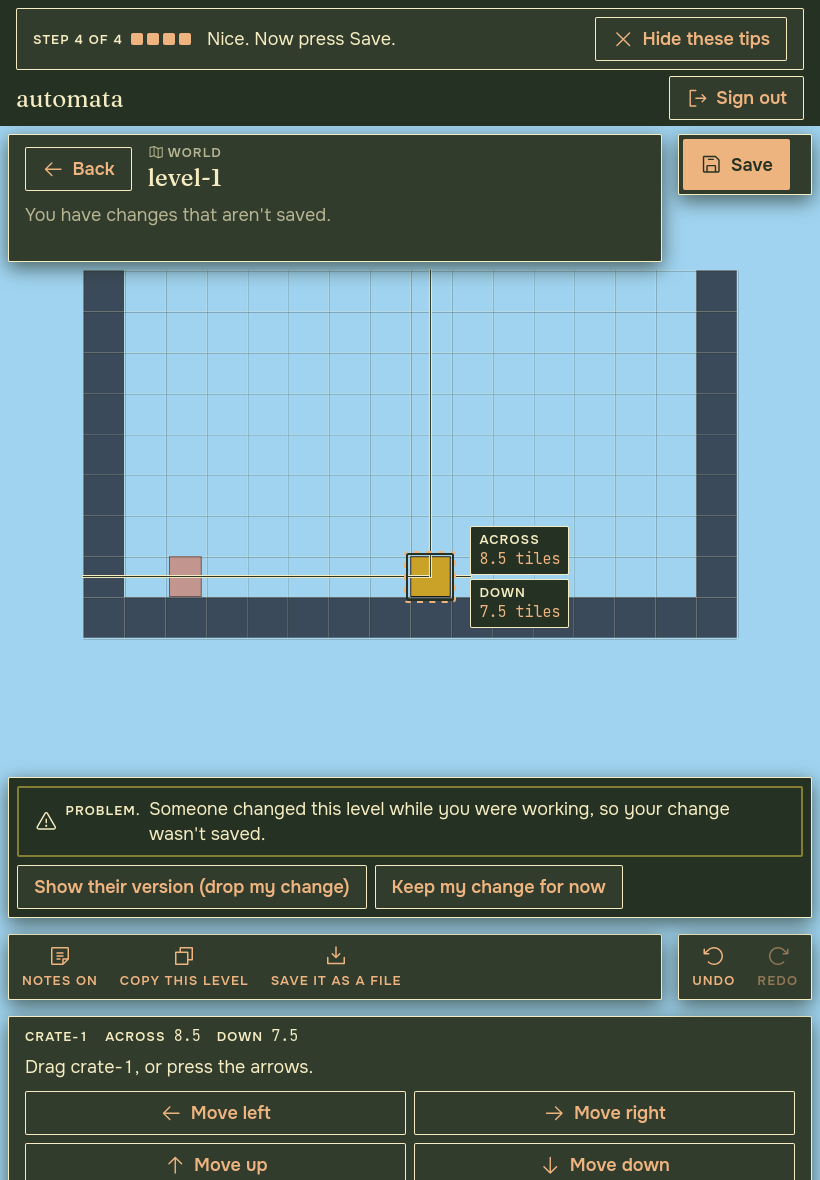 STEP 4 OF 4 Nice. Now press Save. Hide these tips
automata Sign out
Back WORLD
level-1
Save
You have changes that aren't saved.
ACROSS
8.5 tiles
DOWN
7.5 tiles
PROBLEM. Someone changed this level while you were working, so your change
wasn't saved.
Show their version (drop my change) Keep my change for now
NOTES ON COPY THIS LEVEL SAVE IT AS A FILE UNDO REDO
CRATE-1 ACROSS 8.5 DOWN 7.5
Drag crate-1, or press the arrows.
Move left Move right
Move up Move down